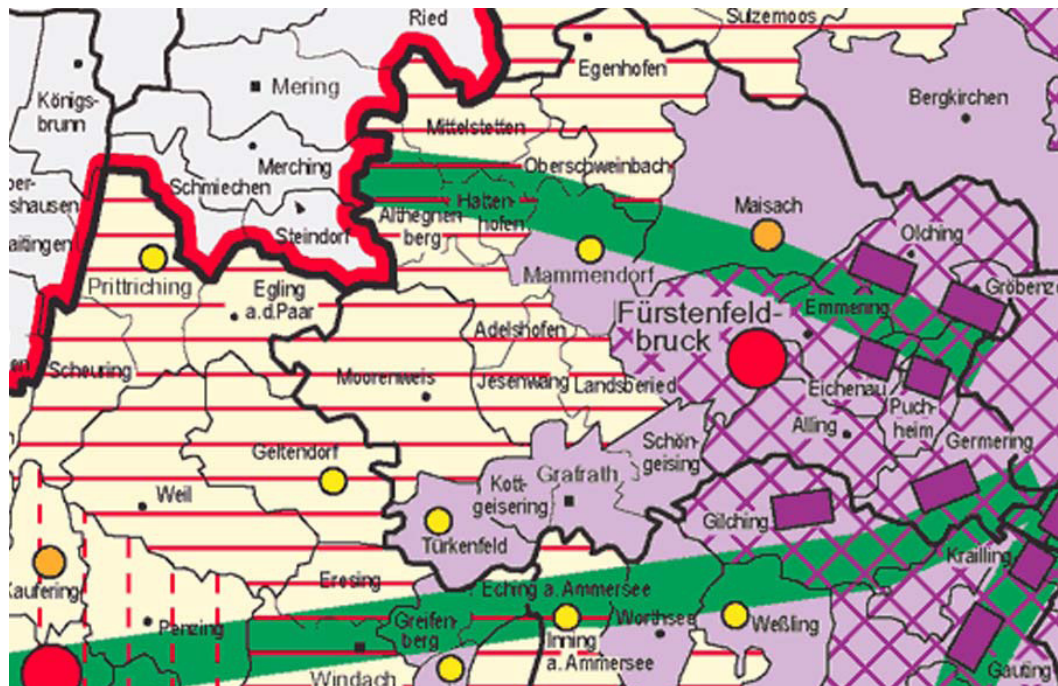 Ried
Sulzemoos
Egenhofen
Mering
Königs-
brunn
Bergkirchen
Mittelstetten
Merching
Oberschweinbach
Schmiechen
Hatten-
hofen
Althegnen-
berg
Maisach
Steindorf
Olching
Prittriching
Mammendorf
Egling
a.d.Paar
Emmering
Fürstenfeld-
bruck
Adelshofen
Scheuring
Moorenweis
Jesenwang
Landsberied
Eichenau
Puch-
heim
Alling
Germering
Schön-
geising
Geltendorf
Grafrath
Kott-
geisering
Weil
Gilching
Türkenfeld
Krailling
Eresing
Eching a. Ammersee
Kaufering
Greifen-
berg
Worthsee
Weßling
Penzing
Inning
a. Ammersee
Windach
Gauting